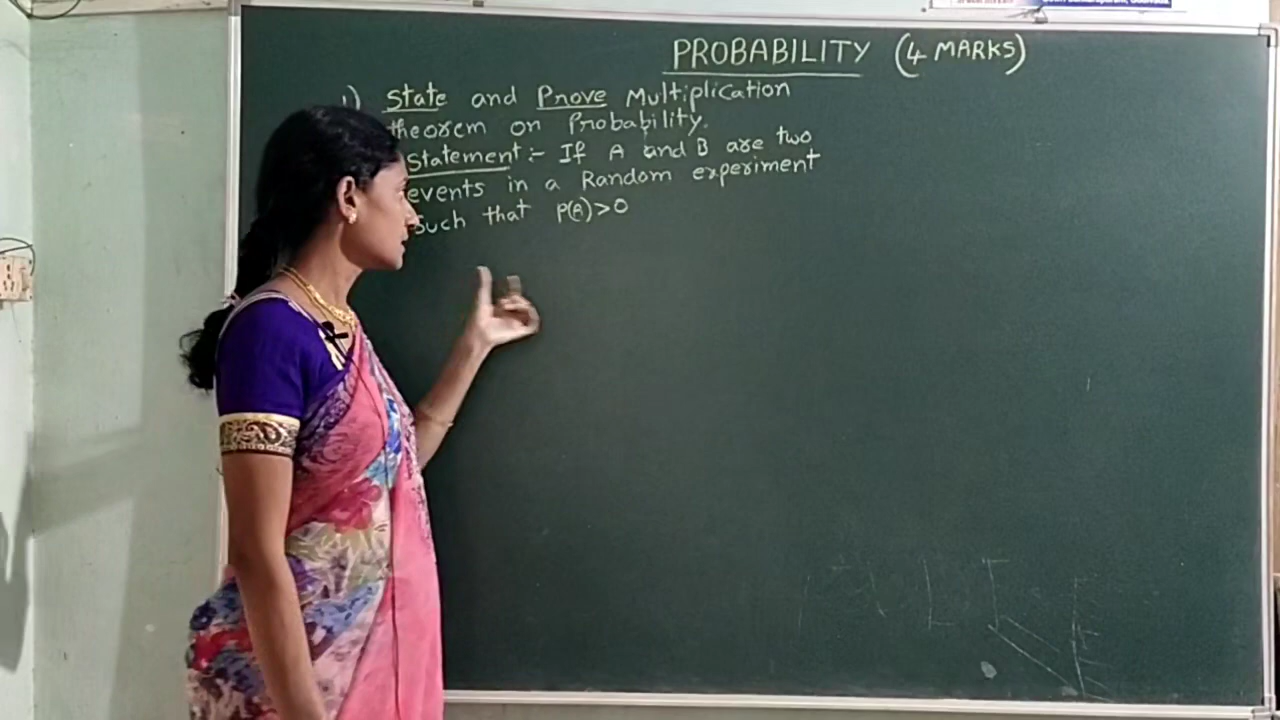 PROBABILITY (4 MARKS)
1) State and Prove Multiplication
theorem on Probability.
Statement :- If A and B are two
events in a Random experiment
Such that P(A)>0